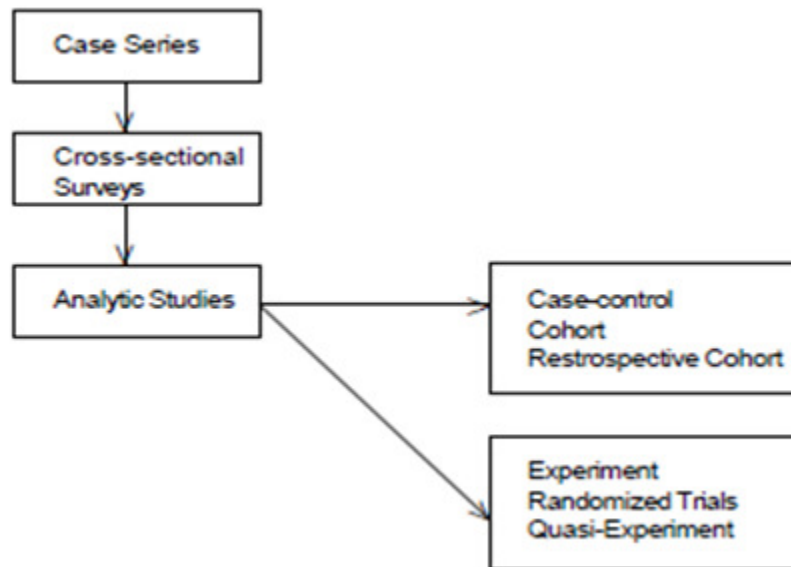 Case Series
Cross-sectional
Surveys
Analytic Studies
Case-control
Cohort
Restrospective Cohort
Experiment
Randomized Trials
Quasi-Experiment